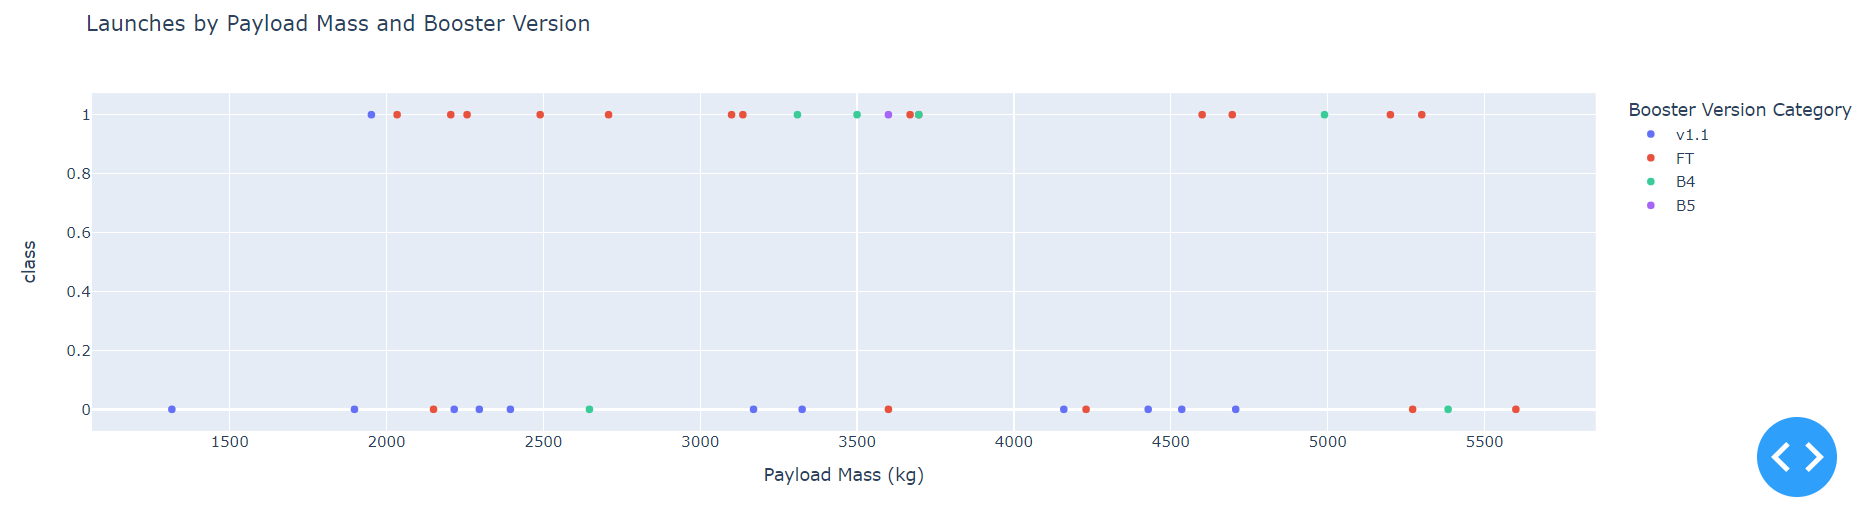 Launches by Payload Mass and Booster Version
1
0.8
0.6
0.4
0.2
0
class
1500 2000 2500 3000 3500 4000 4500 5000 5500
Payload Mass (kg)
Booster Version Category
v1.1
FT
B4
B5